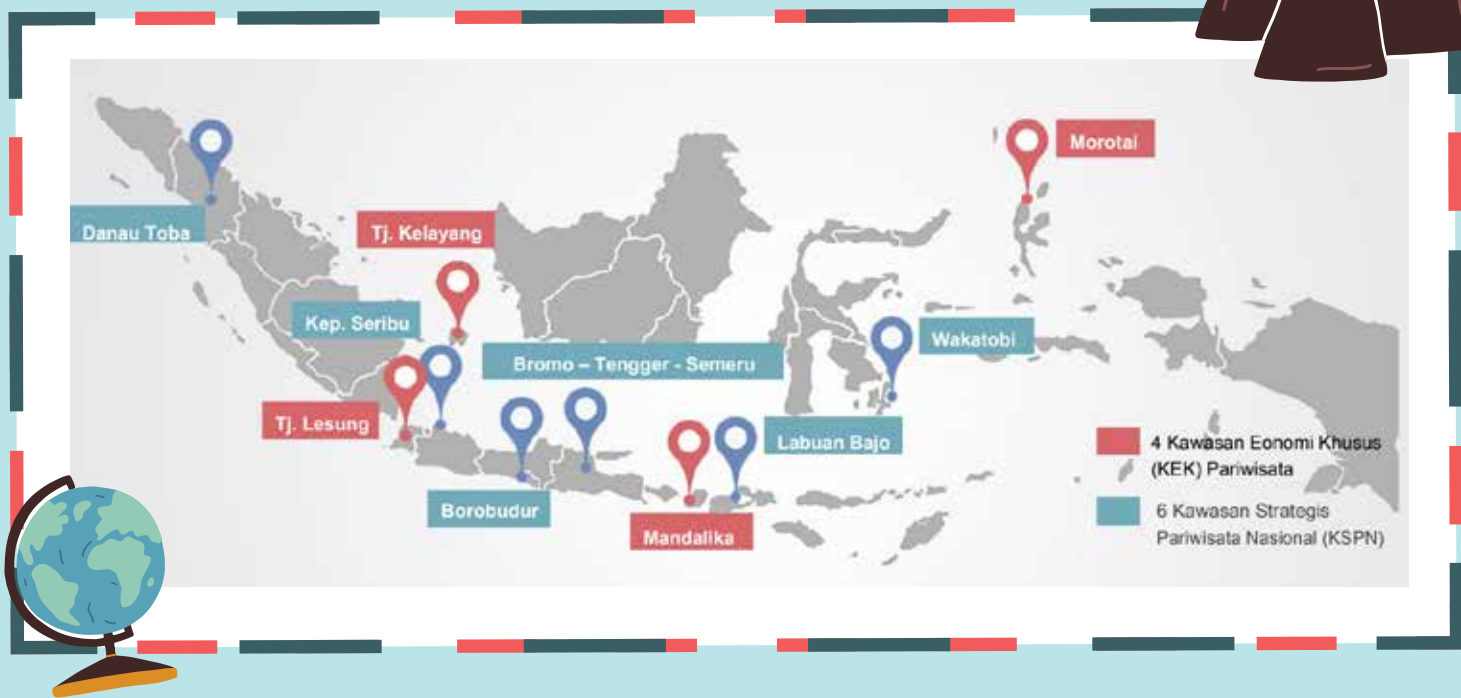 Morotai
Danau Toba
Tj. Kelayang
Kep. Seribu
Wakatobi
Bromo – Tengger - Semeru
Tj. Lesung
Labuan Bajo
Borobudur
Mandalika
4 Kawasan Eonomi Khusus
(KEK) Pariwisata
6 Kawasan Strategis
Pariwisata Nasional (KSPN)